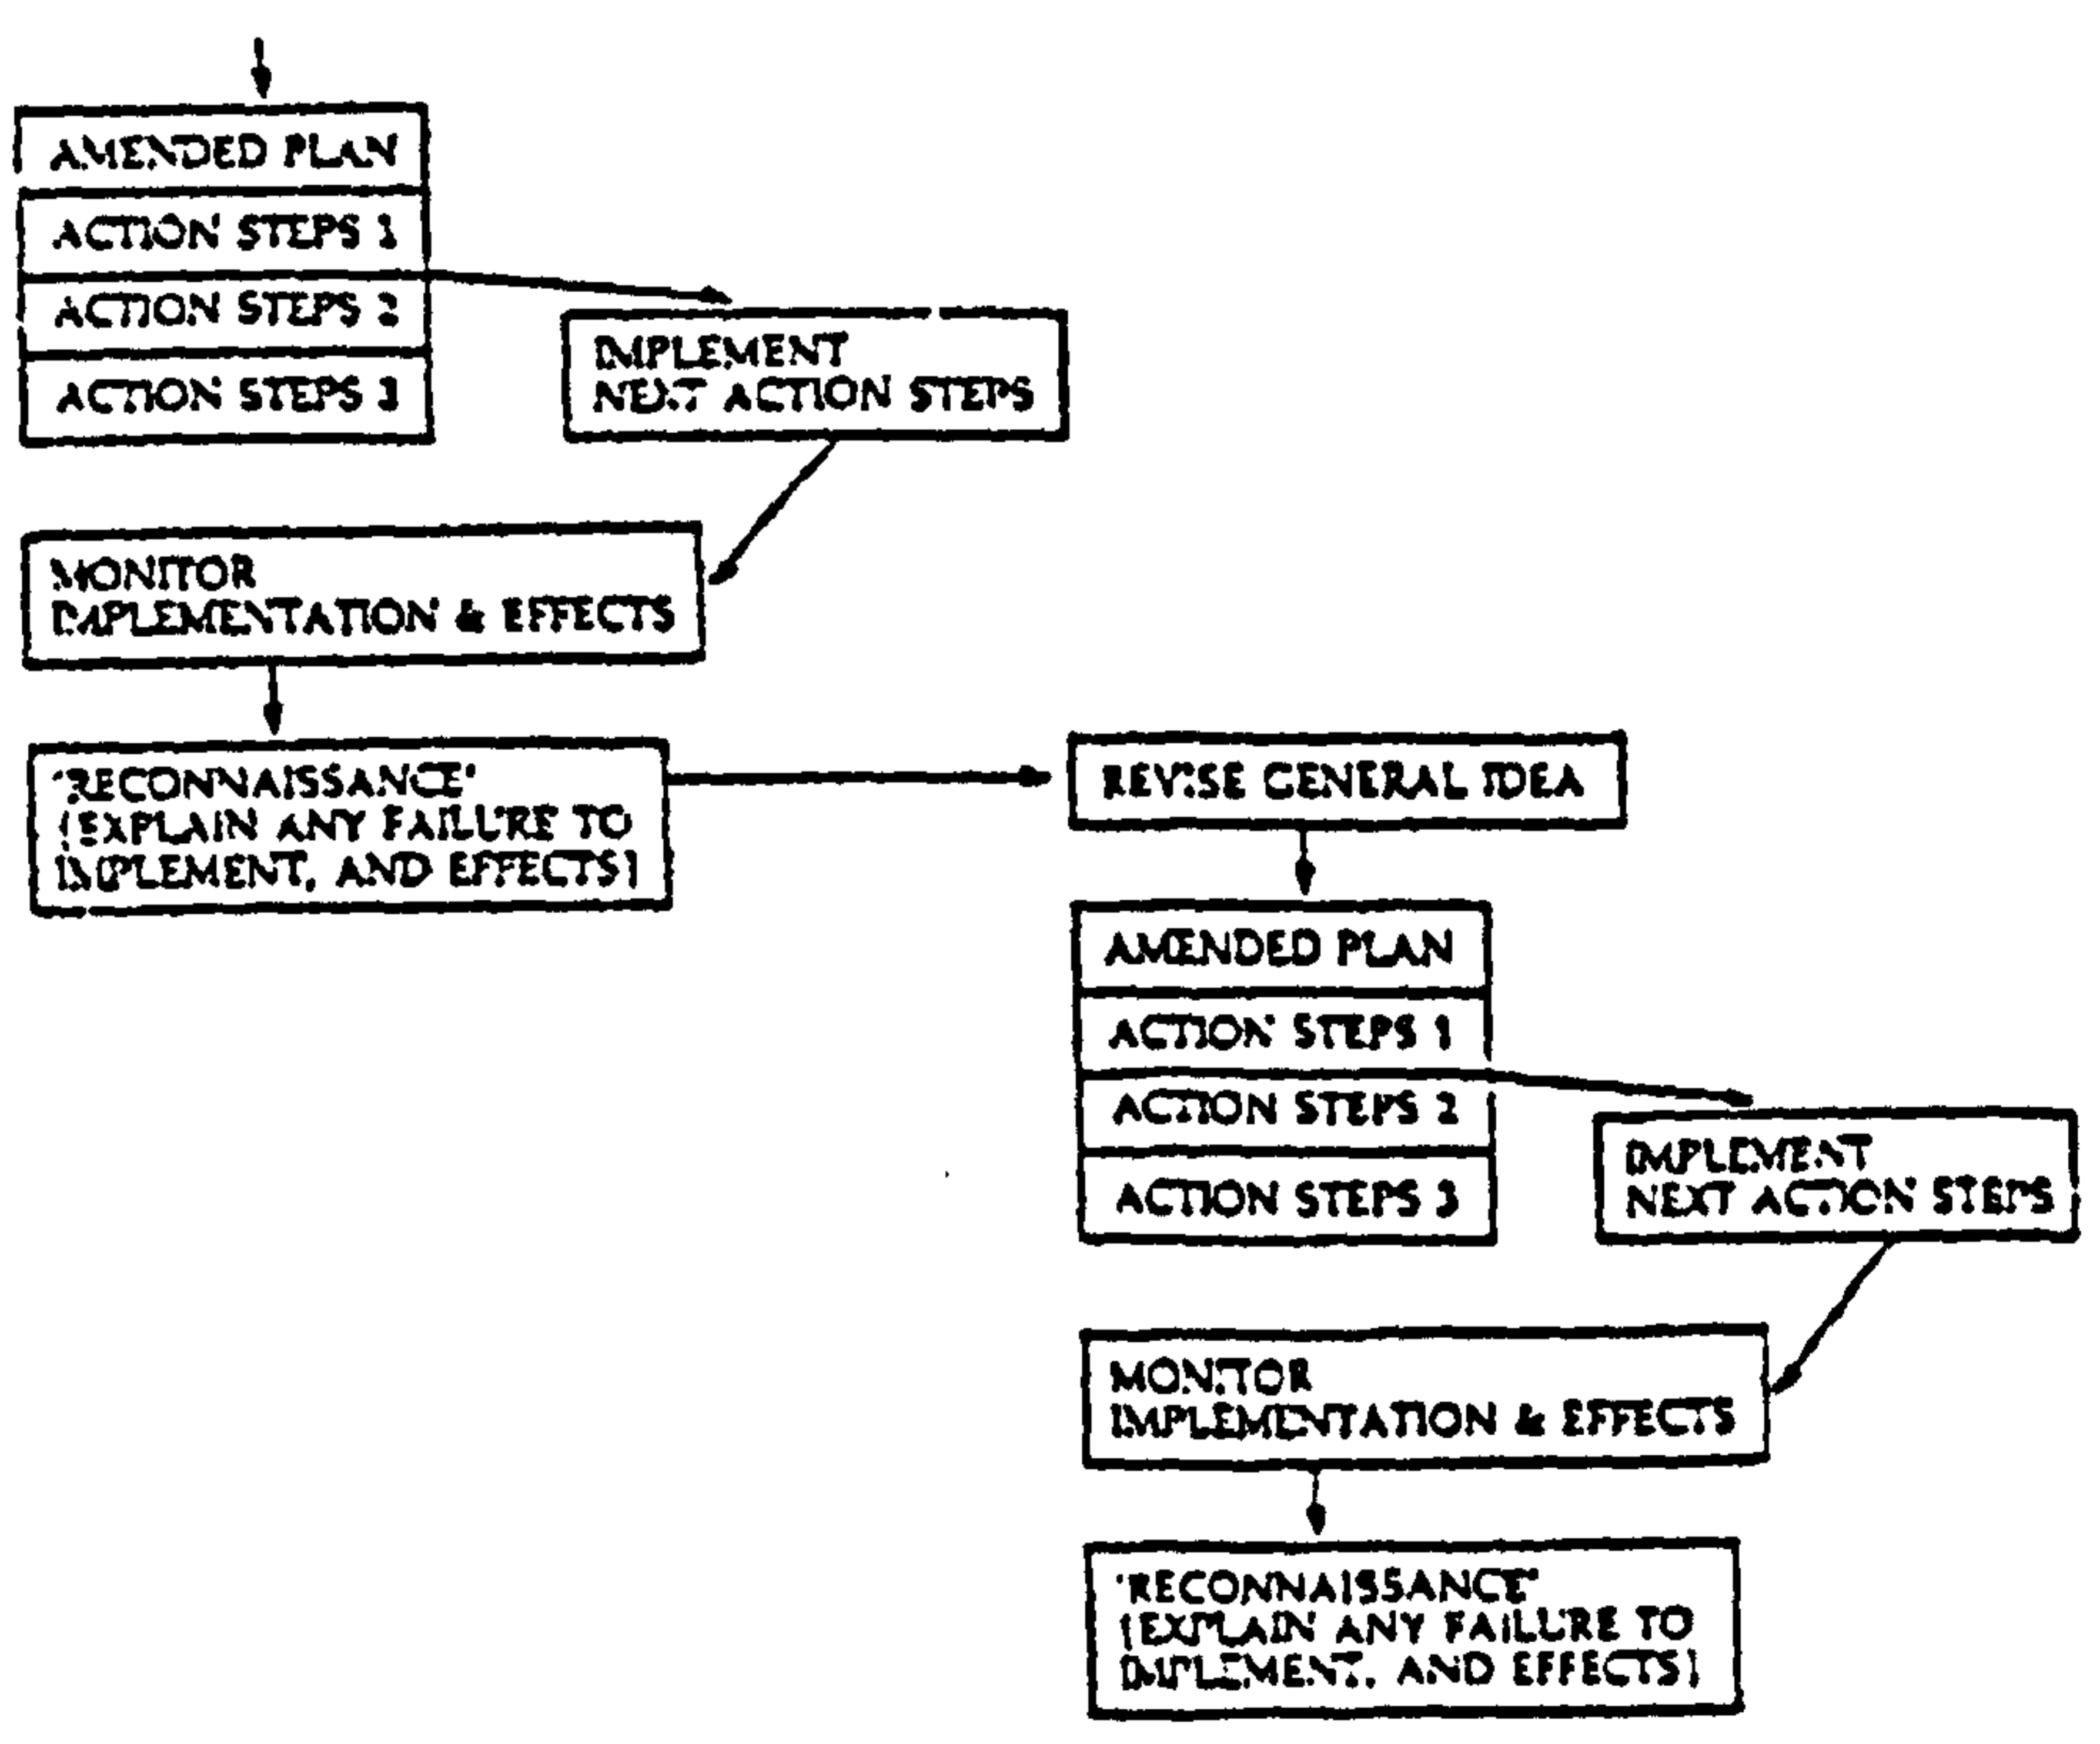 AMENDED PLAN
ACTION STEPS 1
ACTION STEPS 2
ACTION STEPS 3
IMPLEMENT
NEXT ACTION STEPS
MONITOR
IMPLEMENTATION & EFFECTS
'RECONNAISSANCE'
(EXPLAIN ANY FAILURE TO
IMPLEMENT, AND EFFECTS)
REVISE GENERAL IDEA
AMENDED PLAN
ACTION STEPS 1
ACTION STEPS 2
ACTION STEPS 3
IMPLEMENT
NEXT ACTION STEPS
MONITOR
IMPLEMENTATION & EFFECTS
'RECONNAISSANCE'
(EXPLAIN ANY FAILURE TO
IMPLEMENT, AND EFFECTS)